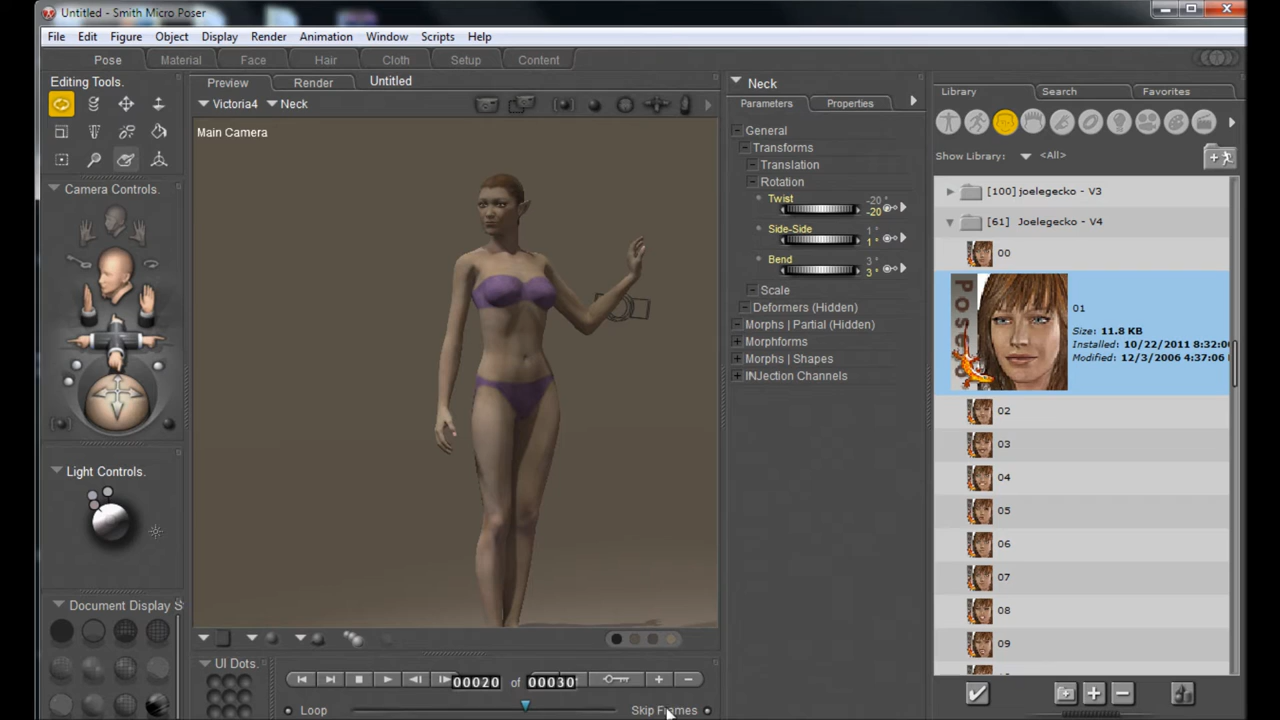 Untitled - Smith Micro Poser
File Edit Figure Object Display Render Animation Window Scripts Help
Pose Material Face Hair Cloth Setup Content
Editing Tools.
Camera Controls.
Light Controls.
Document Display S
Preview Render Untitled
Victoria4 Neck
Main Camera
UI Dots.
00020 of 00030
Loop Skip Frames
Neck
Parameters Properties
General
Transforms
Translation
Rotation
Twist -20 °
-20 °
Side-Side 1 °
1 °
Bend 3 °
3 °
Scale
Deformers (Hidden)
Morphs | Partial (Hidden)
Morphforms
Morphs | Shapes
INJection Channels
Library Search Favorites
Show Library: <All>
[100] joelegecko - V3
[61] Joelegecko - V4
00
Poser
01
Size: 11.8 KB
Installed: 10/22/2011 8:32:0
Modified: 12/3/2006 4:37:06
02
03
04
05
06
07
08
09